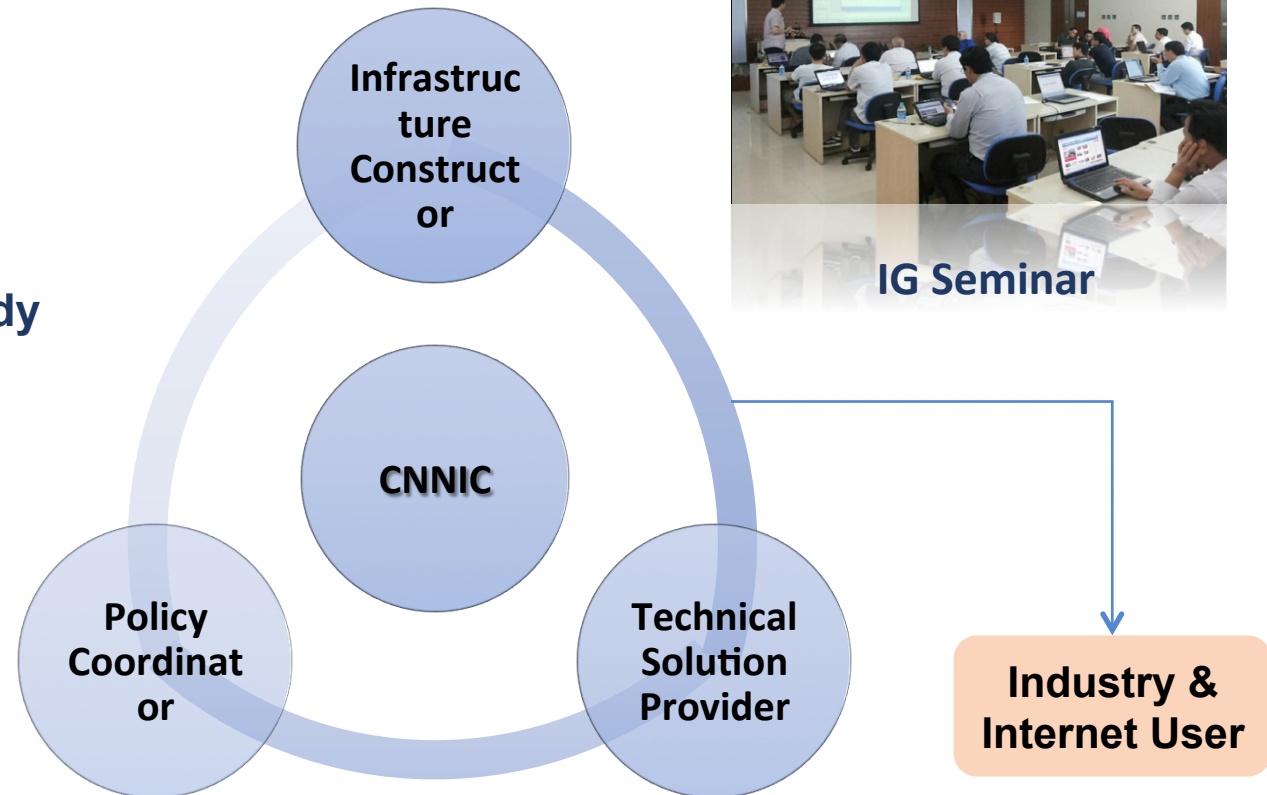 Infrastruc
ture
Construct
or
IG Seminar
dy
CNNIC
Policy
Coordinat
or
Technical
Solution
Provider
Industry &
Internet User